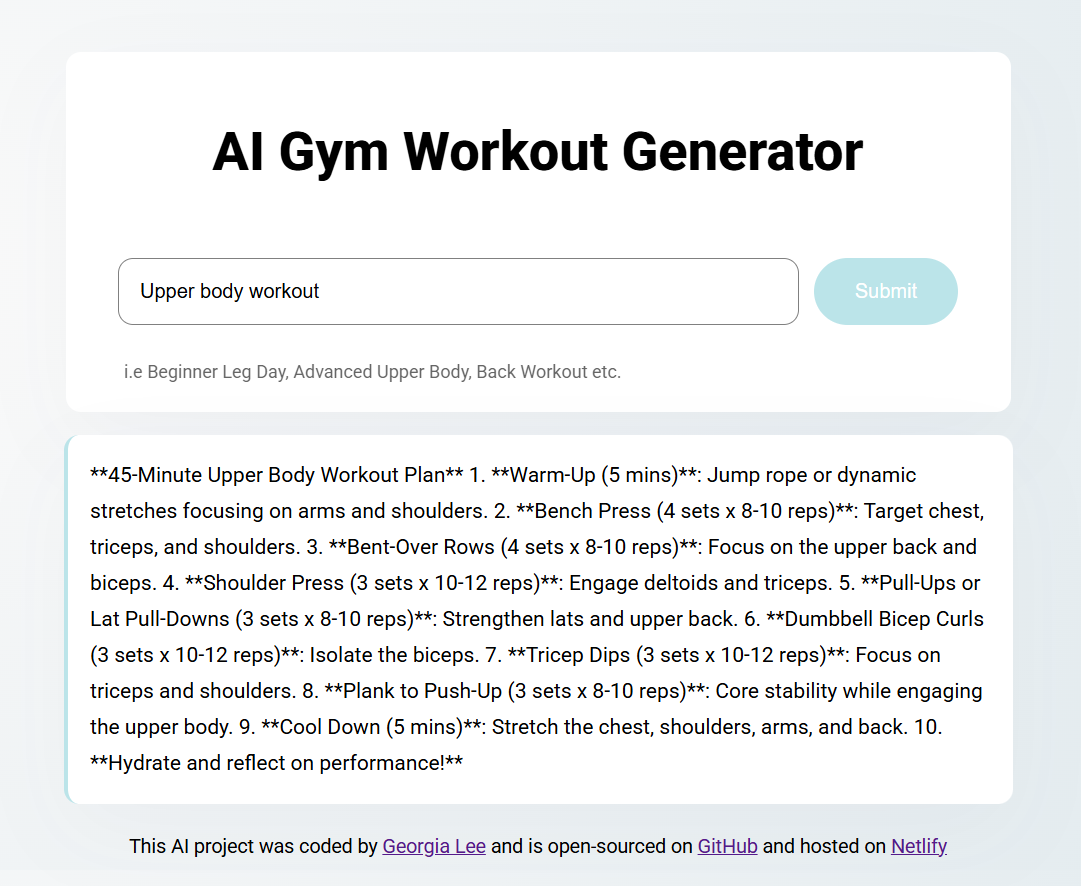 AI Gym Workout Generator
Upper body workout
Submit
i.e Beginner Leg Day, Advanced Upper Body, Back Workout etc.
**45-Minute Upper Body Workout Plan** 1. **Warm-Up (5 mins)**: Jump rope or dynamic
stretches focusing on arms and shoulders. 2. **Bench Press (4 sets x 8-10 reps)**: Target chest,
triceps, and shoulders. 3. **Bent-Over Rows (4 sets x 8-10 reps)**: Focus on the upper back and
biceps. 4. **Shoulder Press (3 sets x 10-12 reps)**: Engage deltoids and triceps. 5. **Pull-Ups or
Lat Pull-Downs (3 sets x 8-10 reps)**: Strengthen lats and upper back. 6. **Dumbbell Bicep Curls
(3 sets x 10-12 reps)**: Isolate the biceps. 7. **Tricep Dips (3 sets x 10-12 reps)**: Focus on
triceps and shoulders. 8. **Plank to Push-Up (3 sets x 8-10 reps)**: Core stability while engaging
the upper body. 9. **Cool Down (5 mins)**: Stretch the chest, shoulders, arms, and back. 10.
**Hydrate and reflect on performance!**
This AI project was coded by Georgia Lee and is open-sourced on GitHub and hosted on Netlify